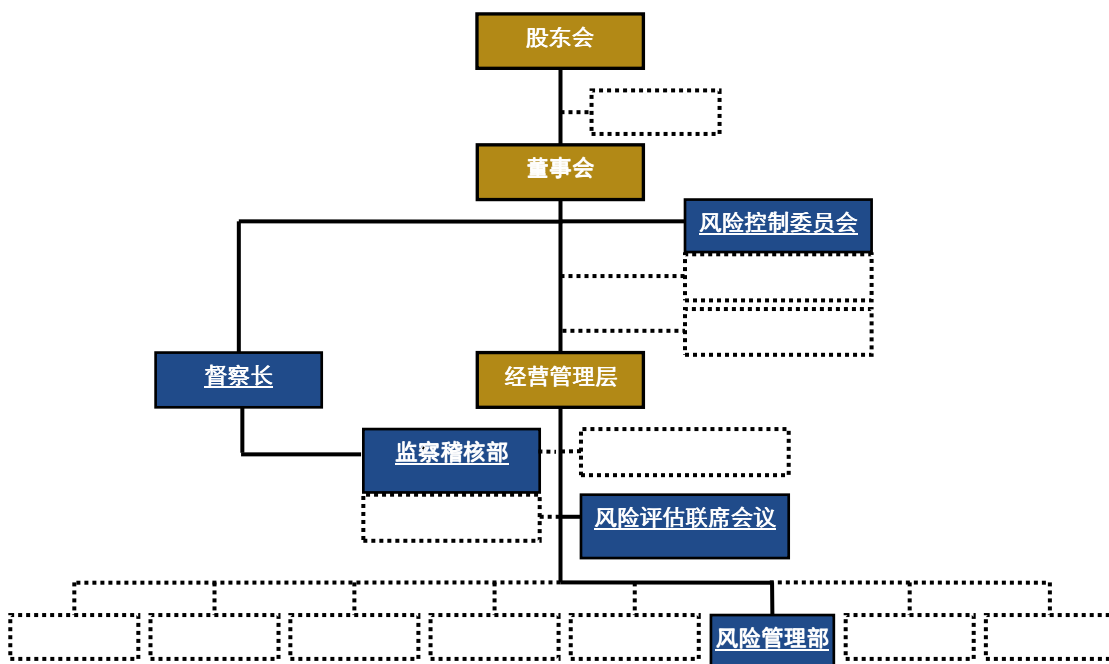 股东会
董事会
风险控制委员会
督察长
经营管理层
监察稽核部
风险评估联席会议
风险管理部